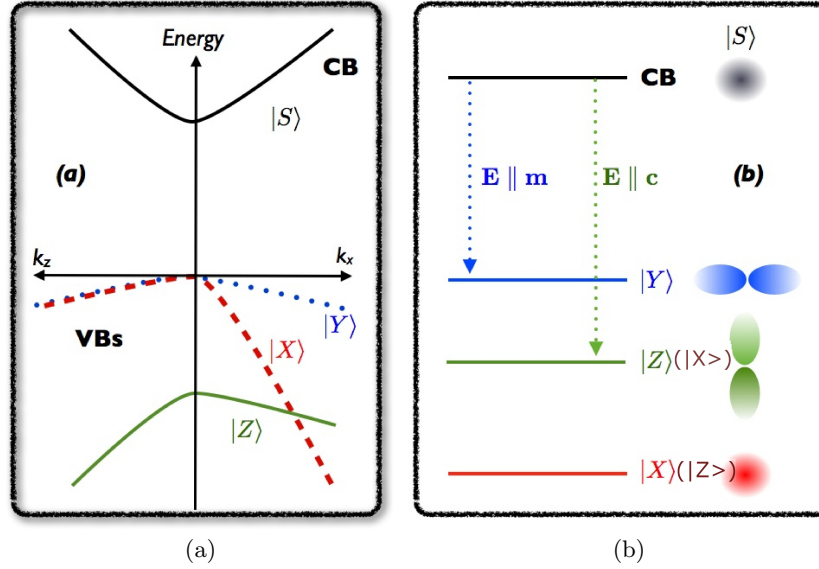 Energy
CB
|S⟩
(a)
k_z
k_x
|Y⟩
VBs
|X⟩
|Z⟩
(a)
|S⟩
CB
E ∥ m
E ∥ c
(b)
|Y⟩
|Z⟩(|X>)
|X⟩(|Z>)
(b)